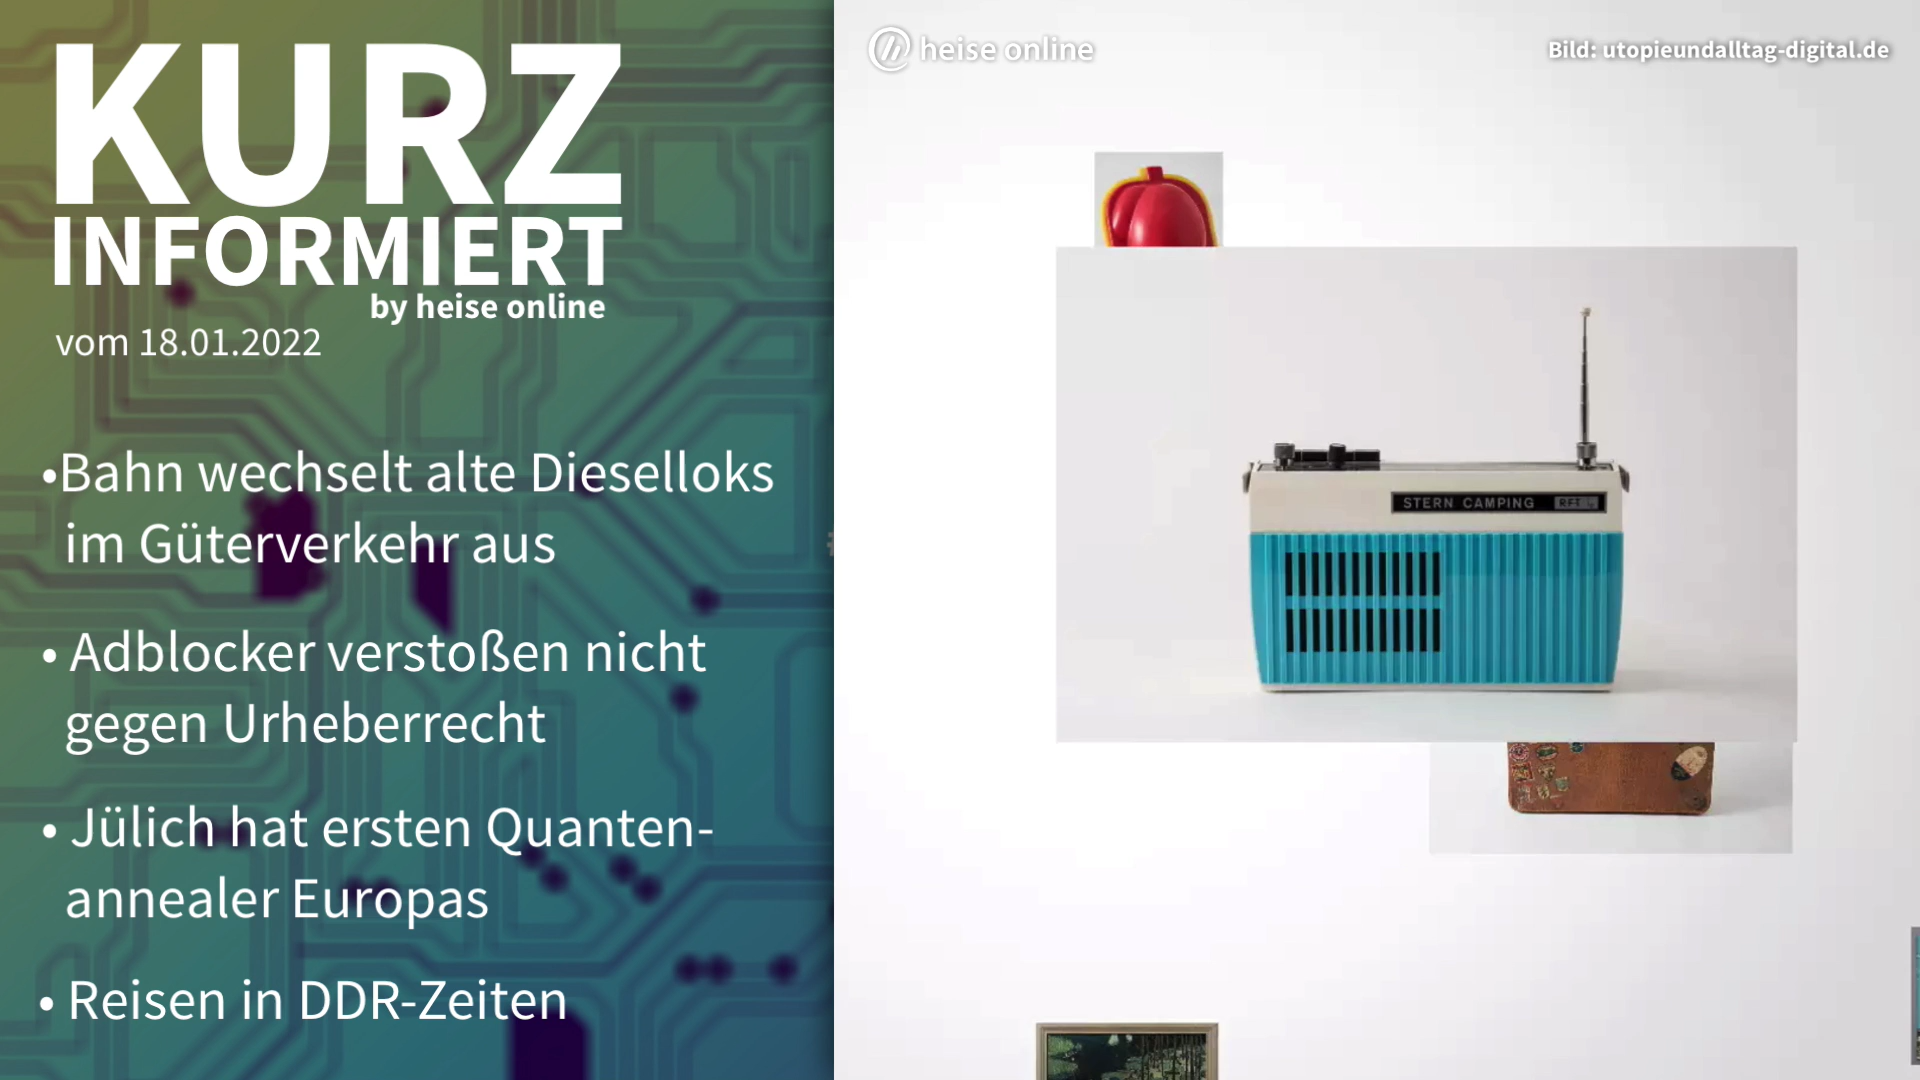 KURZ
INFORMIERT
by heise online
vom 18.01.2022
•Bahn wechselt alte Dieselloks
im Güterverkehr aus
• Adblocker verstoßen nicht
gegen Urheberrecht
• Jülich hat ersten Quanten-
annealer Europas
• Reisen in DDR-Zeiten
heise online
Bild: utopieundalltag-digital.de
STERN CAMPING